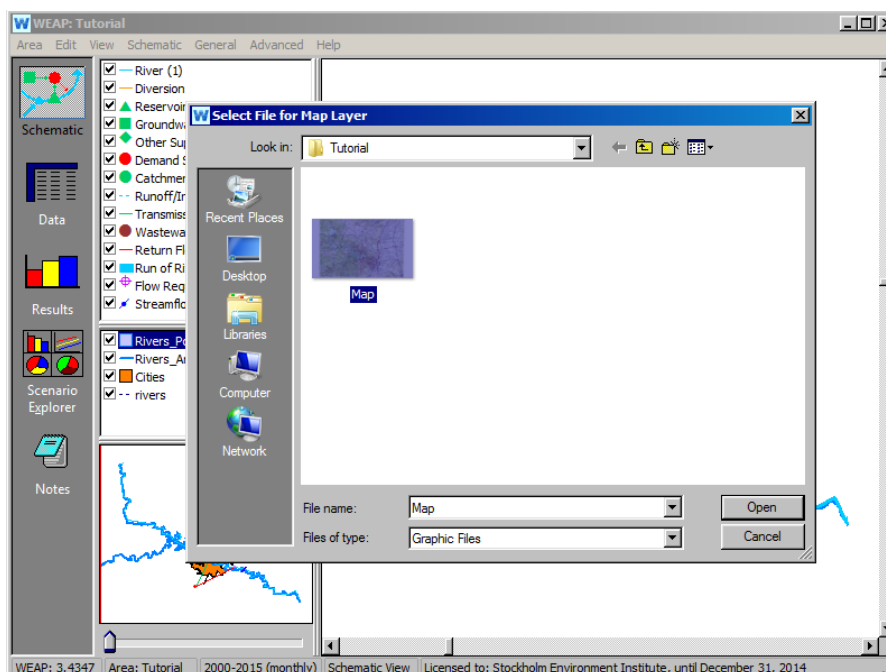 WEAP: Tutorial
Area Edit View Schematic General Advanced Help
Schematic
Data
Results
Scenario
Explorer
Notes
River (1)
Diversion
Reservoir
Groundwa
Other Su
Demand S
Catchmen
Runoff/In
Transmiss
Wastewa
Return Fl
Run of Ri
Flow Req
Streamflo
Rivers_Po
Rivers_Ar
Cities
rivers
Select File for Map Layer
Look in: Tutorial
Recent Places
Desktop
Libraries
Computer
Network
Map
File name: Map Open
Files of type: Graphic Files Cancel
WEAP: 3.4347 Area: Tutorial 2000-2015 (monthly) Schematic View Licensed to: Stockholm Environment Institute, until December 31, 2014